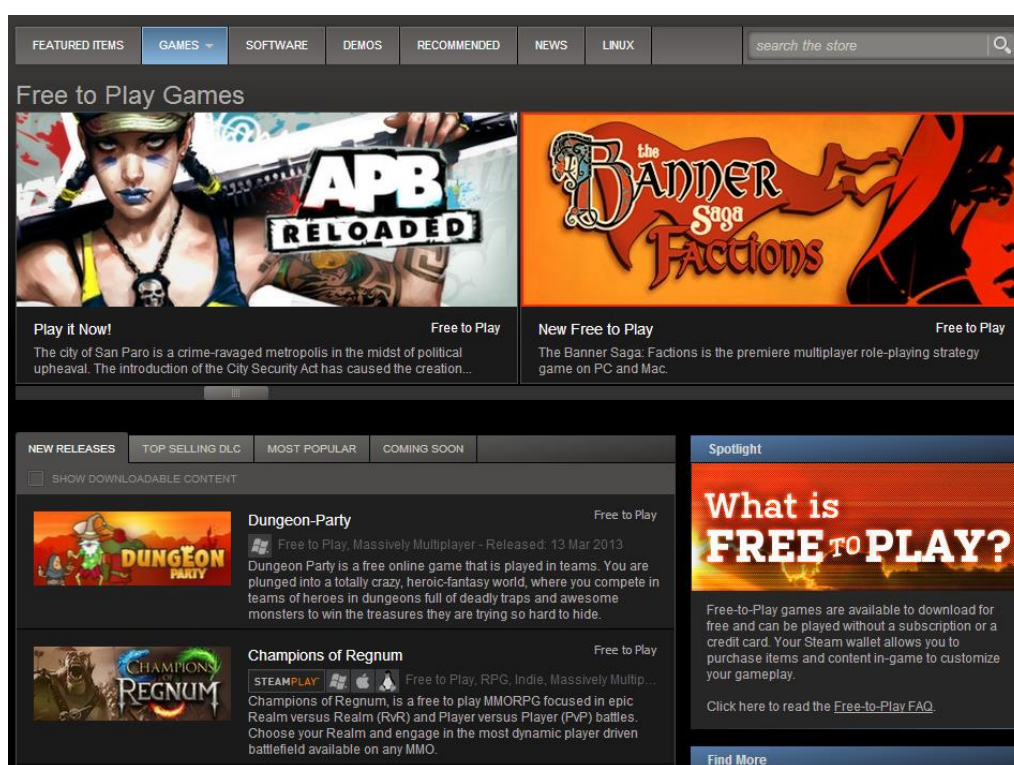 FEATURED ITEMS GAMES SOFTWARE DEMOS RECOMMENDED NEWS LINUX search the store
Free to Play Games
APB
RELOADED
the
BANNER
Saga
FACTIONS
Play it Now! Free to Play
The city of San Paro is a crime-ravaged metropolis in the midst of political
upheaval. The introduction of the City Security Act has caused the creation...
New Free to Play Free to Play
The Banner Saga: Factions is the premiere multiplayer role-playing strategy
game on PC and Mac.
NEW RELEASES TOP SELLING DLC MOST POPULAR COMING SOON
SHOW DOWNLOADABLE CONTENT
DUNGEON
PARTY
Dungeon-Party Free to Play
Free to Play, Massively Multiplayer - Released: 13 Mar 2013
Dungeon Party is a free online game that is played in teams. You are
plunged into a totally crazy, heroic-fantasy world, where you compete in
teams of heroes in dungeons full of deadly traps and awesome
monsters to win the treasures they are trying so hard to hide.
CHAMPIONS
OF
REGNUM
Champions of Regnum Free to Play
STEAMPLAY Free to Play, RPG, Indie, Massively Multip...
Champions of Regnum, is a free to play MMORPG focused in epic
Realm versus Realm (RvR) and Player versus Player (PvP) battles.
Choose your Realm and engage in the most dynamic player driven
battlefield available on any MMO.
Spotlight
What is
FREE TO PLAY?
Free-to-Play games are available to download for
free and can be played without a subscription or a
credit card. Your Steam wallet allows you to
purchase items and content in-game to customize
your gameplay.
Click here to read the Free-to-Play FAQ.
Find More